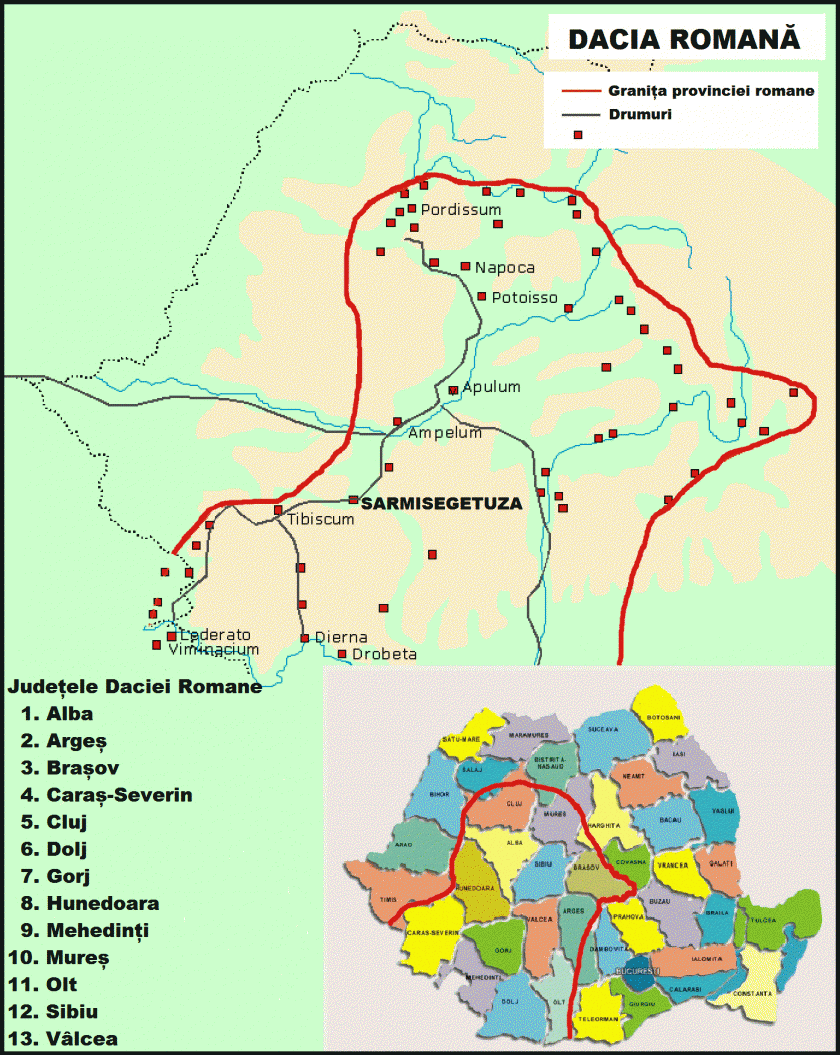 DACIA ROMANĂ
Granița provinciei romane
Drumuri
Pordissum
Napoca
Potoisso
Apulum
Ampelum
SARMISEGETUZA
Tibiscum
Lederato
Viminacium
Dierna
Drobeta
Județele Daciei Romane
1. Alba
2. Argeș
3. Brașov
4. Caraș-Severin
5. Cluj
6. Dolj
7. Gorj
8. Hunedoara
9. Mehedinți
10. Mureș
11. Olt
12. Sibiu
13. Vâlcea
BOTOSANI
SUCEAVA
MARAMURES
BATU-MARE
IASI
BISTRITA-
NASAUD
SALAJ
NEAMT
BIHOR
CLUJ
MURES
HARGHITA
BACAU
VASLUI
ARAD
ALBA
SIBIU
BRASOV
COVASNA
VRANCEA
GALATI
HUNEDOARA
TIMIS
CARAS-SEVERIN
VALCEA
ARGES
PRAHOVA
BUZAU
BRAILA
TULCEA
GORJ
DAMBOVITA
IALOMITA
MEHEDINTI
BUCURESTI
CALARASI
CONSTANTA
DOLJ
OLT
TELEORMAN
GIURGIU